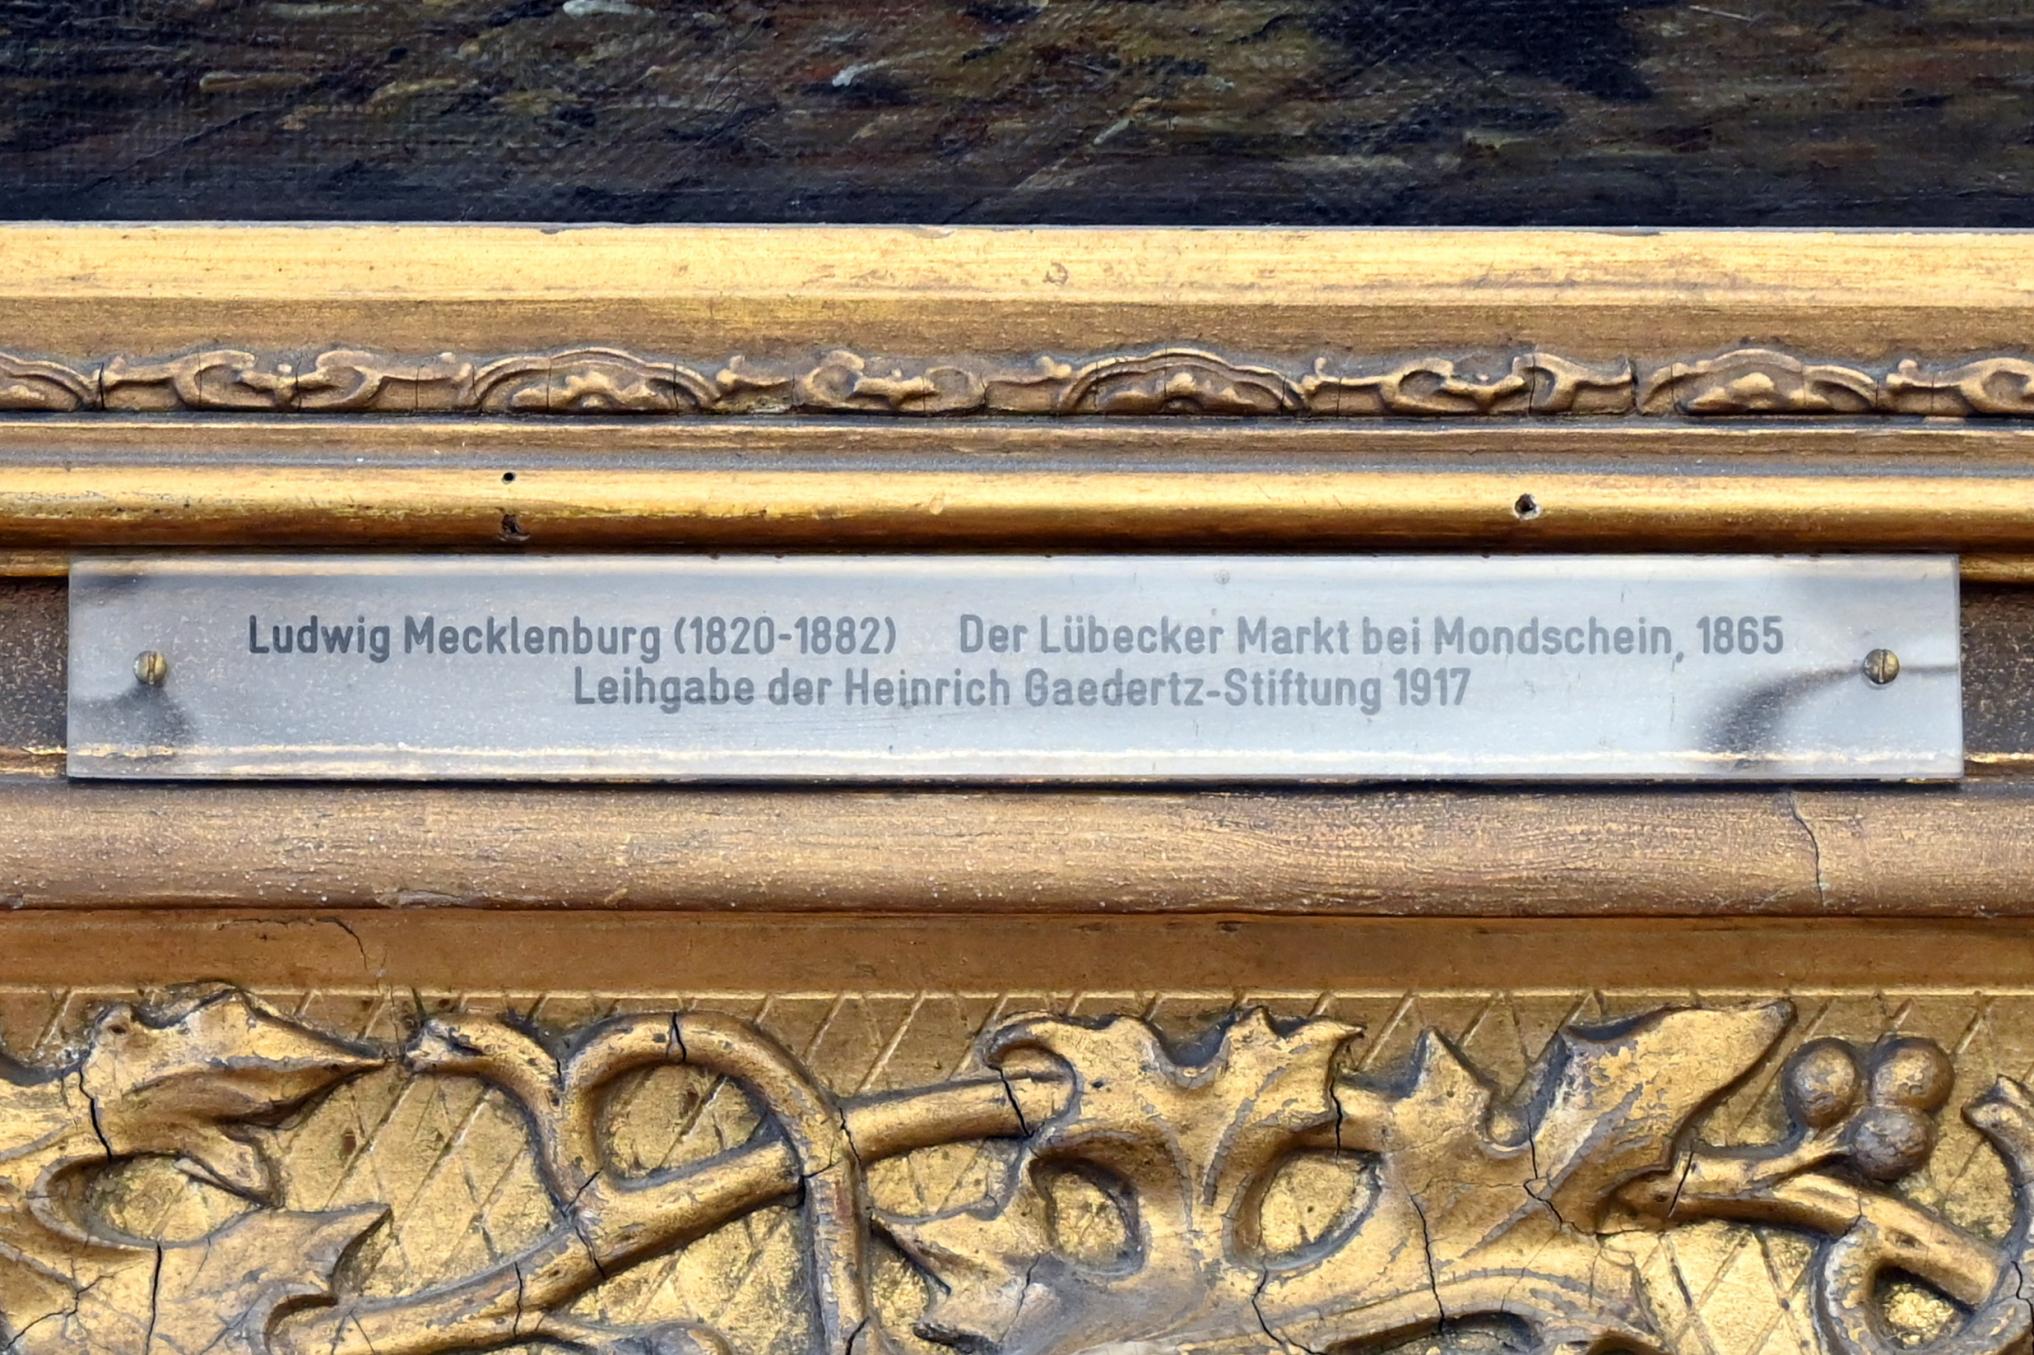 Ludwig Mecklenburg (1820-1882) Der Lübecker Markt bei Mondschein, 1865
Leihgabe der Heinrich Gaedertz-Stiftung 1917